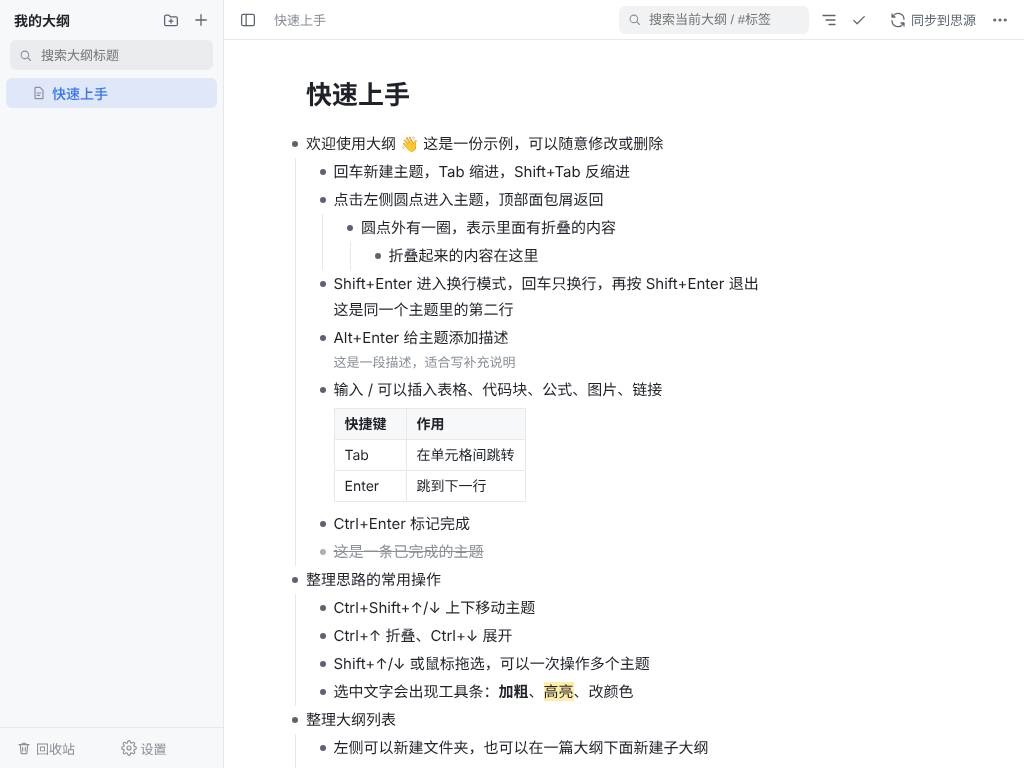 我的大纲
搜索大纲标题
快速上手
快速上手
搜索当前大纲 / #标签
同步到思源
快速上手
欢迎使用大纲 👋 这是一份示例，可以随意修改或删除
回车新建主题，Tab 缩进，Shift+Tab 反缩进
点击左侧圆点进入主题，顶部面包屑返回
圆点外有一圈，表示里面有折叠的内容
折叠起来的内容在这里
Shift+Enter 进入换行模式，回车只换行，再按 Shift+Enter 退出
这是同一个主题里的第二行
Alt+Enter 给主题添加描述
这是一段描述，适合写补充说明
输入 / 可以插入表格、代码块、公式、图片、链接
快捷键 作用
Tab 在单元格间跳转
Enter 跳到下一行
Ctrl+Enter 标记完成
这是一条已完成的主题
整理思路的常用操作
Ctrl+Shift+↑/↓ 上下移动主题
Ctrl+↑ 折叠、Ctrl+↓ 展开
Shift+↑/↓ 或鼠标拖选，可以一次操作多个主题
选中文字会出现工具条：加粗、高亮、改颜色
整理大纲列表
左侧可以新建文件夹，也可以在一篇大纲下面新建子大纲
回收站
设置